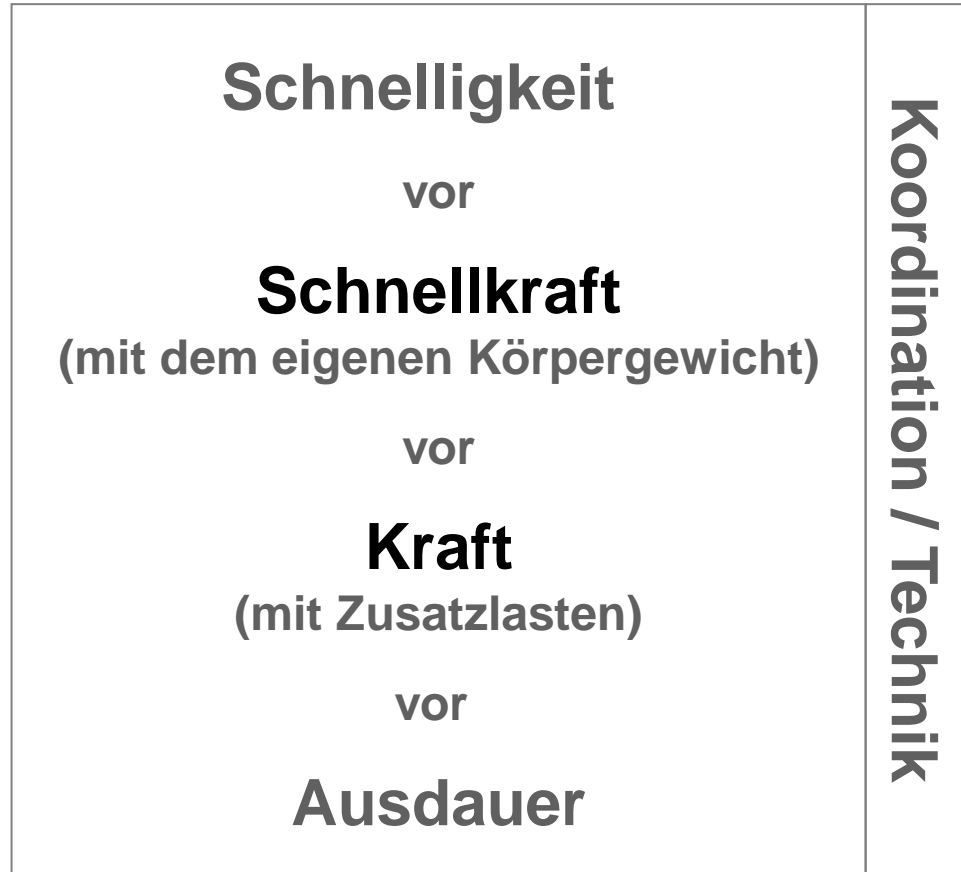 Schnelligkeit
vor
Schnellkraft
(mit dem eigenen Körpergewicht)
vor
Kraft
(mit Zusatzlasten)
vor
Ausdauer
Koordination / Technik